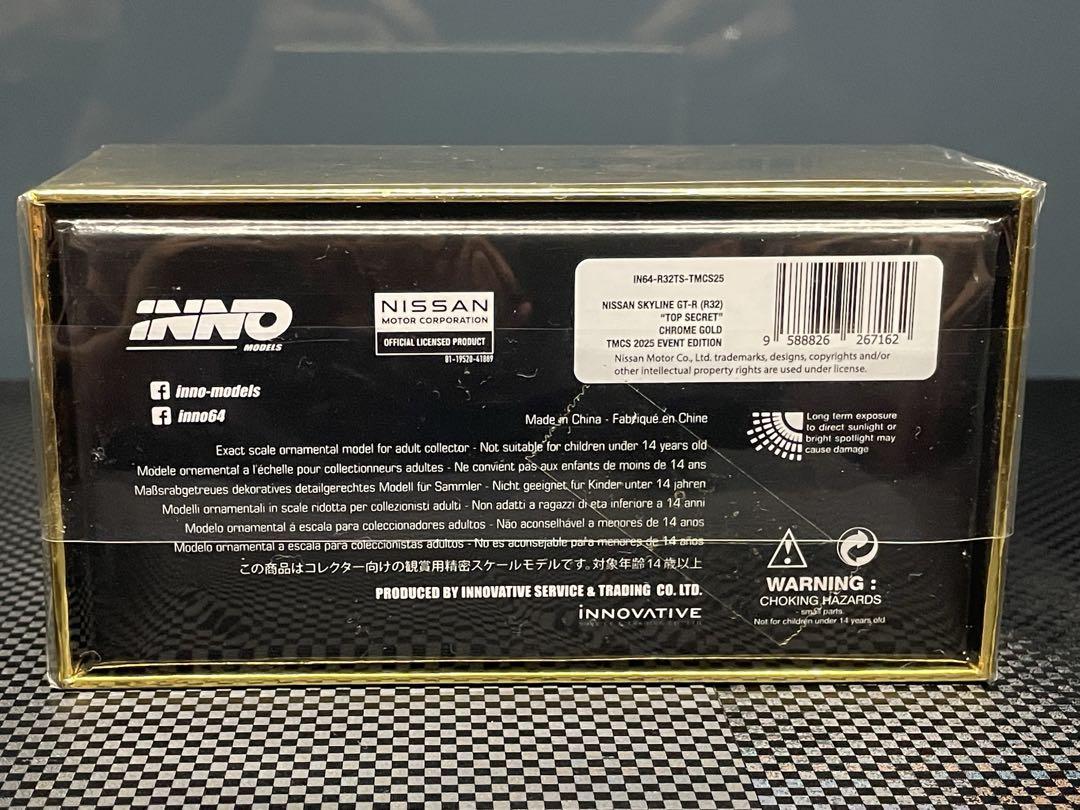 INNO
MODELS
inno-models
inno64
NISSAN
MOTOR CORPORATION
OFFICIAL LICENSED PRODUCT
01-19520-41889
IN64-R32TS-TMCS25
NISSAN SKYLINE GT-R (R32)
"TOP SECRET"
CHROME GOLD
TMCS 2025 EVENT EDITION
9 588826 267162
Nissan Motor Co., Ltd. trademarks, designs, copyrights and/or
other intellectual property rights are used under license.
Made in China - Fabriqué en Chine
Exact scale ornamental model for adult collector - Not suitable for children under 14 years old
Modele ornemental a l'échelle pour collectionneurs adultes - Ne convient pas aux enfants de moins de 14 ans
Maßsrabgetreues dekoratives detailgerechtes Modell für Sammler - Nicht geeignet für Kinder unter 14 jahren
Modelli ornamentali in scale ridotta per collezionisti adulti - Non adatti a ragazzi di eta inferiore a 14 anni
Modelo ornamental á escala para coleccionadores adultos - Não aconselhável a menores de 14 anos
Modelo ornamental a escala para coleccionistas adultos - No es aconsejable para menores de 14 años
この商品はコレクター向けの観賞用精密スケールモデルです。対象年齢14歳以上
PRODUCED BY INNOVATIVE SERVICE & TRADING CO. LTD.
INNOVATIVE
Long term exposure
to direct sunlight or
bright spotlight may
cause damage
WARNING :
CHOKING HAZARDS
small parts.
Not for children under 14 years old